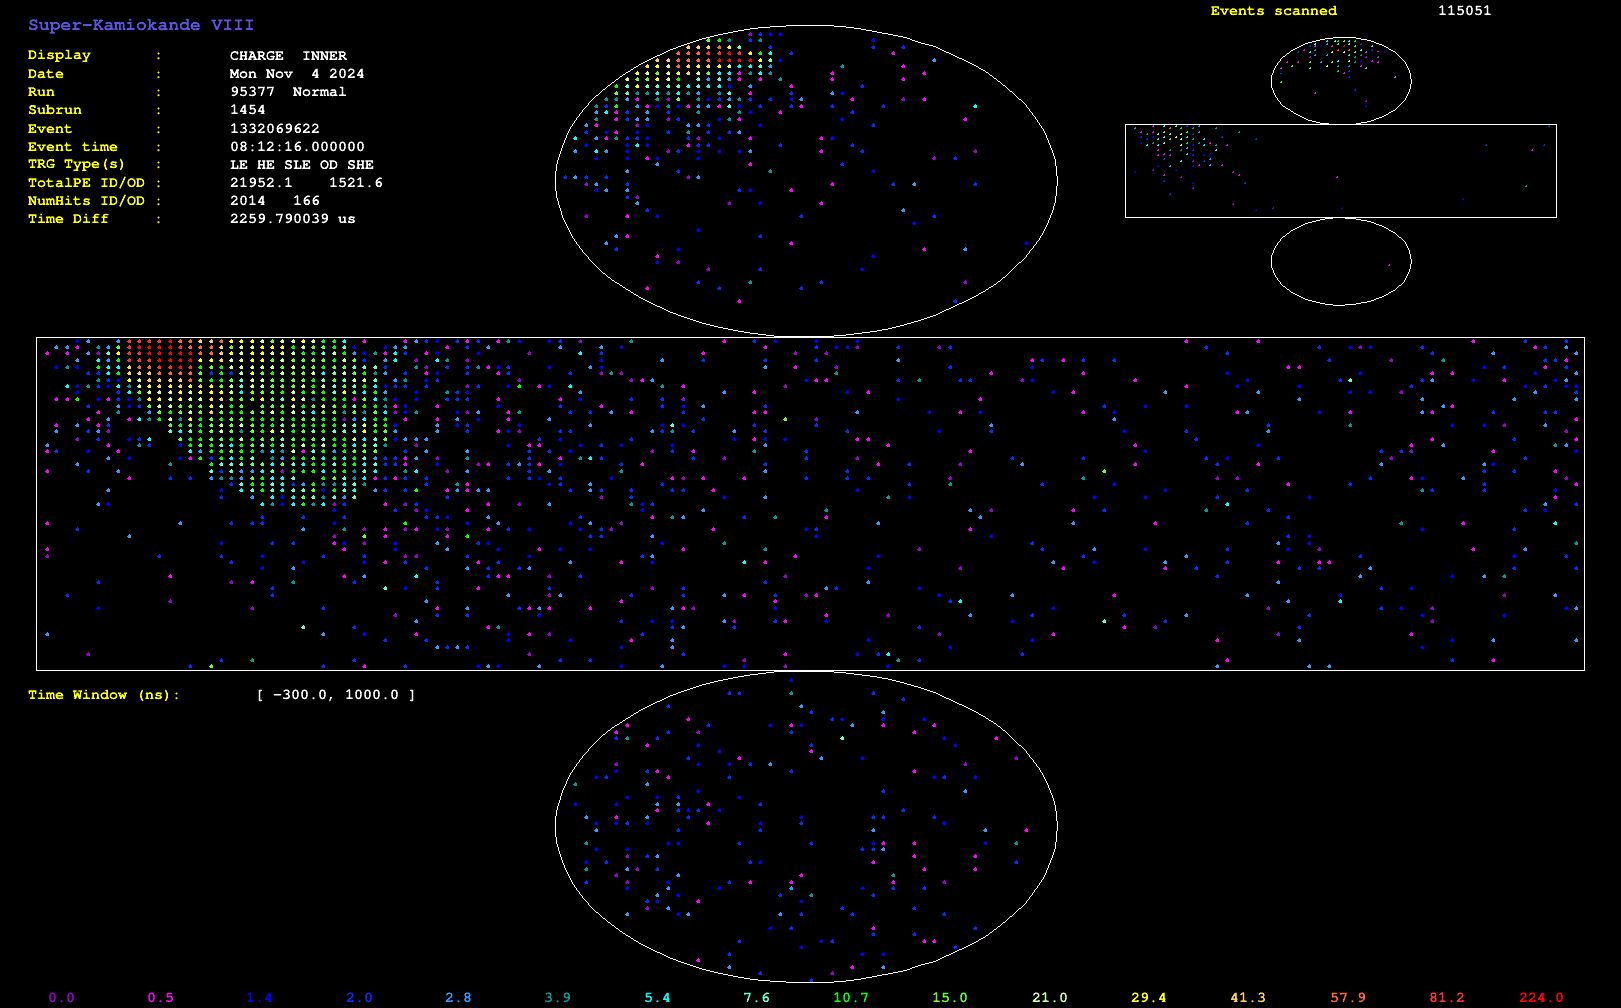 Super-Kamiokande VIII
Display : CHARGE INNER
Date : Mon Nov 4 2024
Run : 95377 Normal
Subrun : 1454
Event : 1332069622
Event time : 08:12:16.000000
TRG Type(s) : LE HE SLE OD SHE
TotalPE ID/OD : 21952.1 1521.6
NumHits ID/OD : 2014 166
Time Diff : 2259.790039 us
Events scanned 115051
Time Window (ns): [ -300.0, 1000.0 ]
0.0 0.5 1.4 2.0 2.8 3.9 5.4 7.6 10.7 15.0 21.0 29.4 41.3 57.9 81.2 224.0